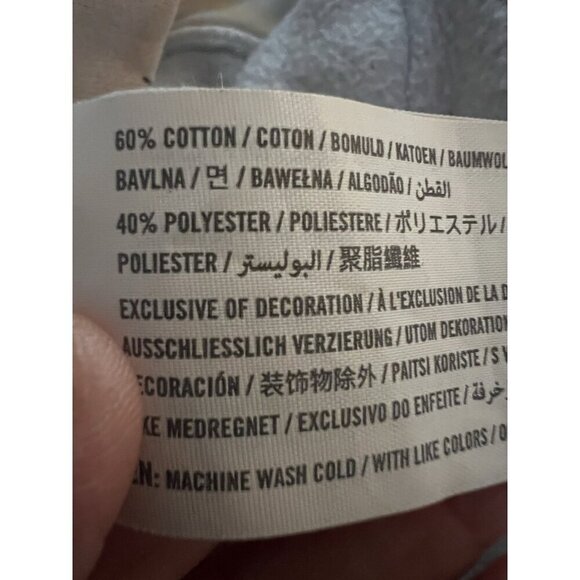 60% COTTON / COTON / BOMULD / KATOEN / BAUMWOL
BAVLNA / 면 / BAWEŁNA / ALGODÃO / القطن
40% POLYESTER / POLIESTERE / ポリエステル /
POLIESTER / البوليستر / 聚脂纖維
EXCLUSIVE OF DECORATION / À L'EXCLUSION DE LA D
AUSSCHLIESSLICH VERZIERUNG / UTOM DEKORATION
ECORACIÓN / 装飾物除外 / PAITSI KORISTE / S V
KE MEDREGNET / EXCLUSIVO DO ENFEITE /
EN: MACHINE WASH COLD / WITH LIKE COLORS / O